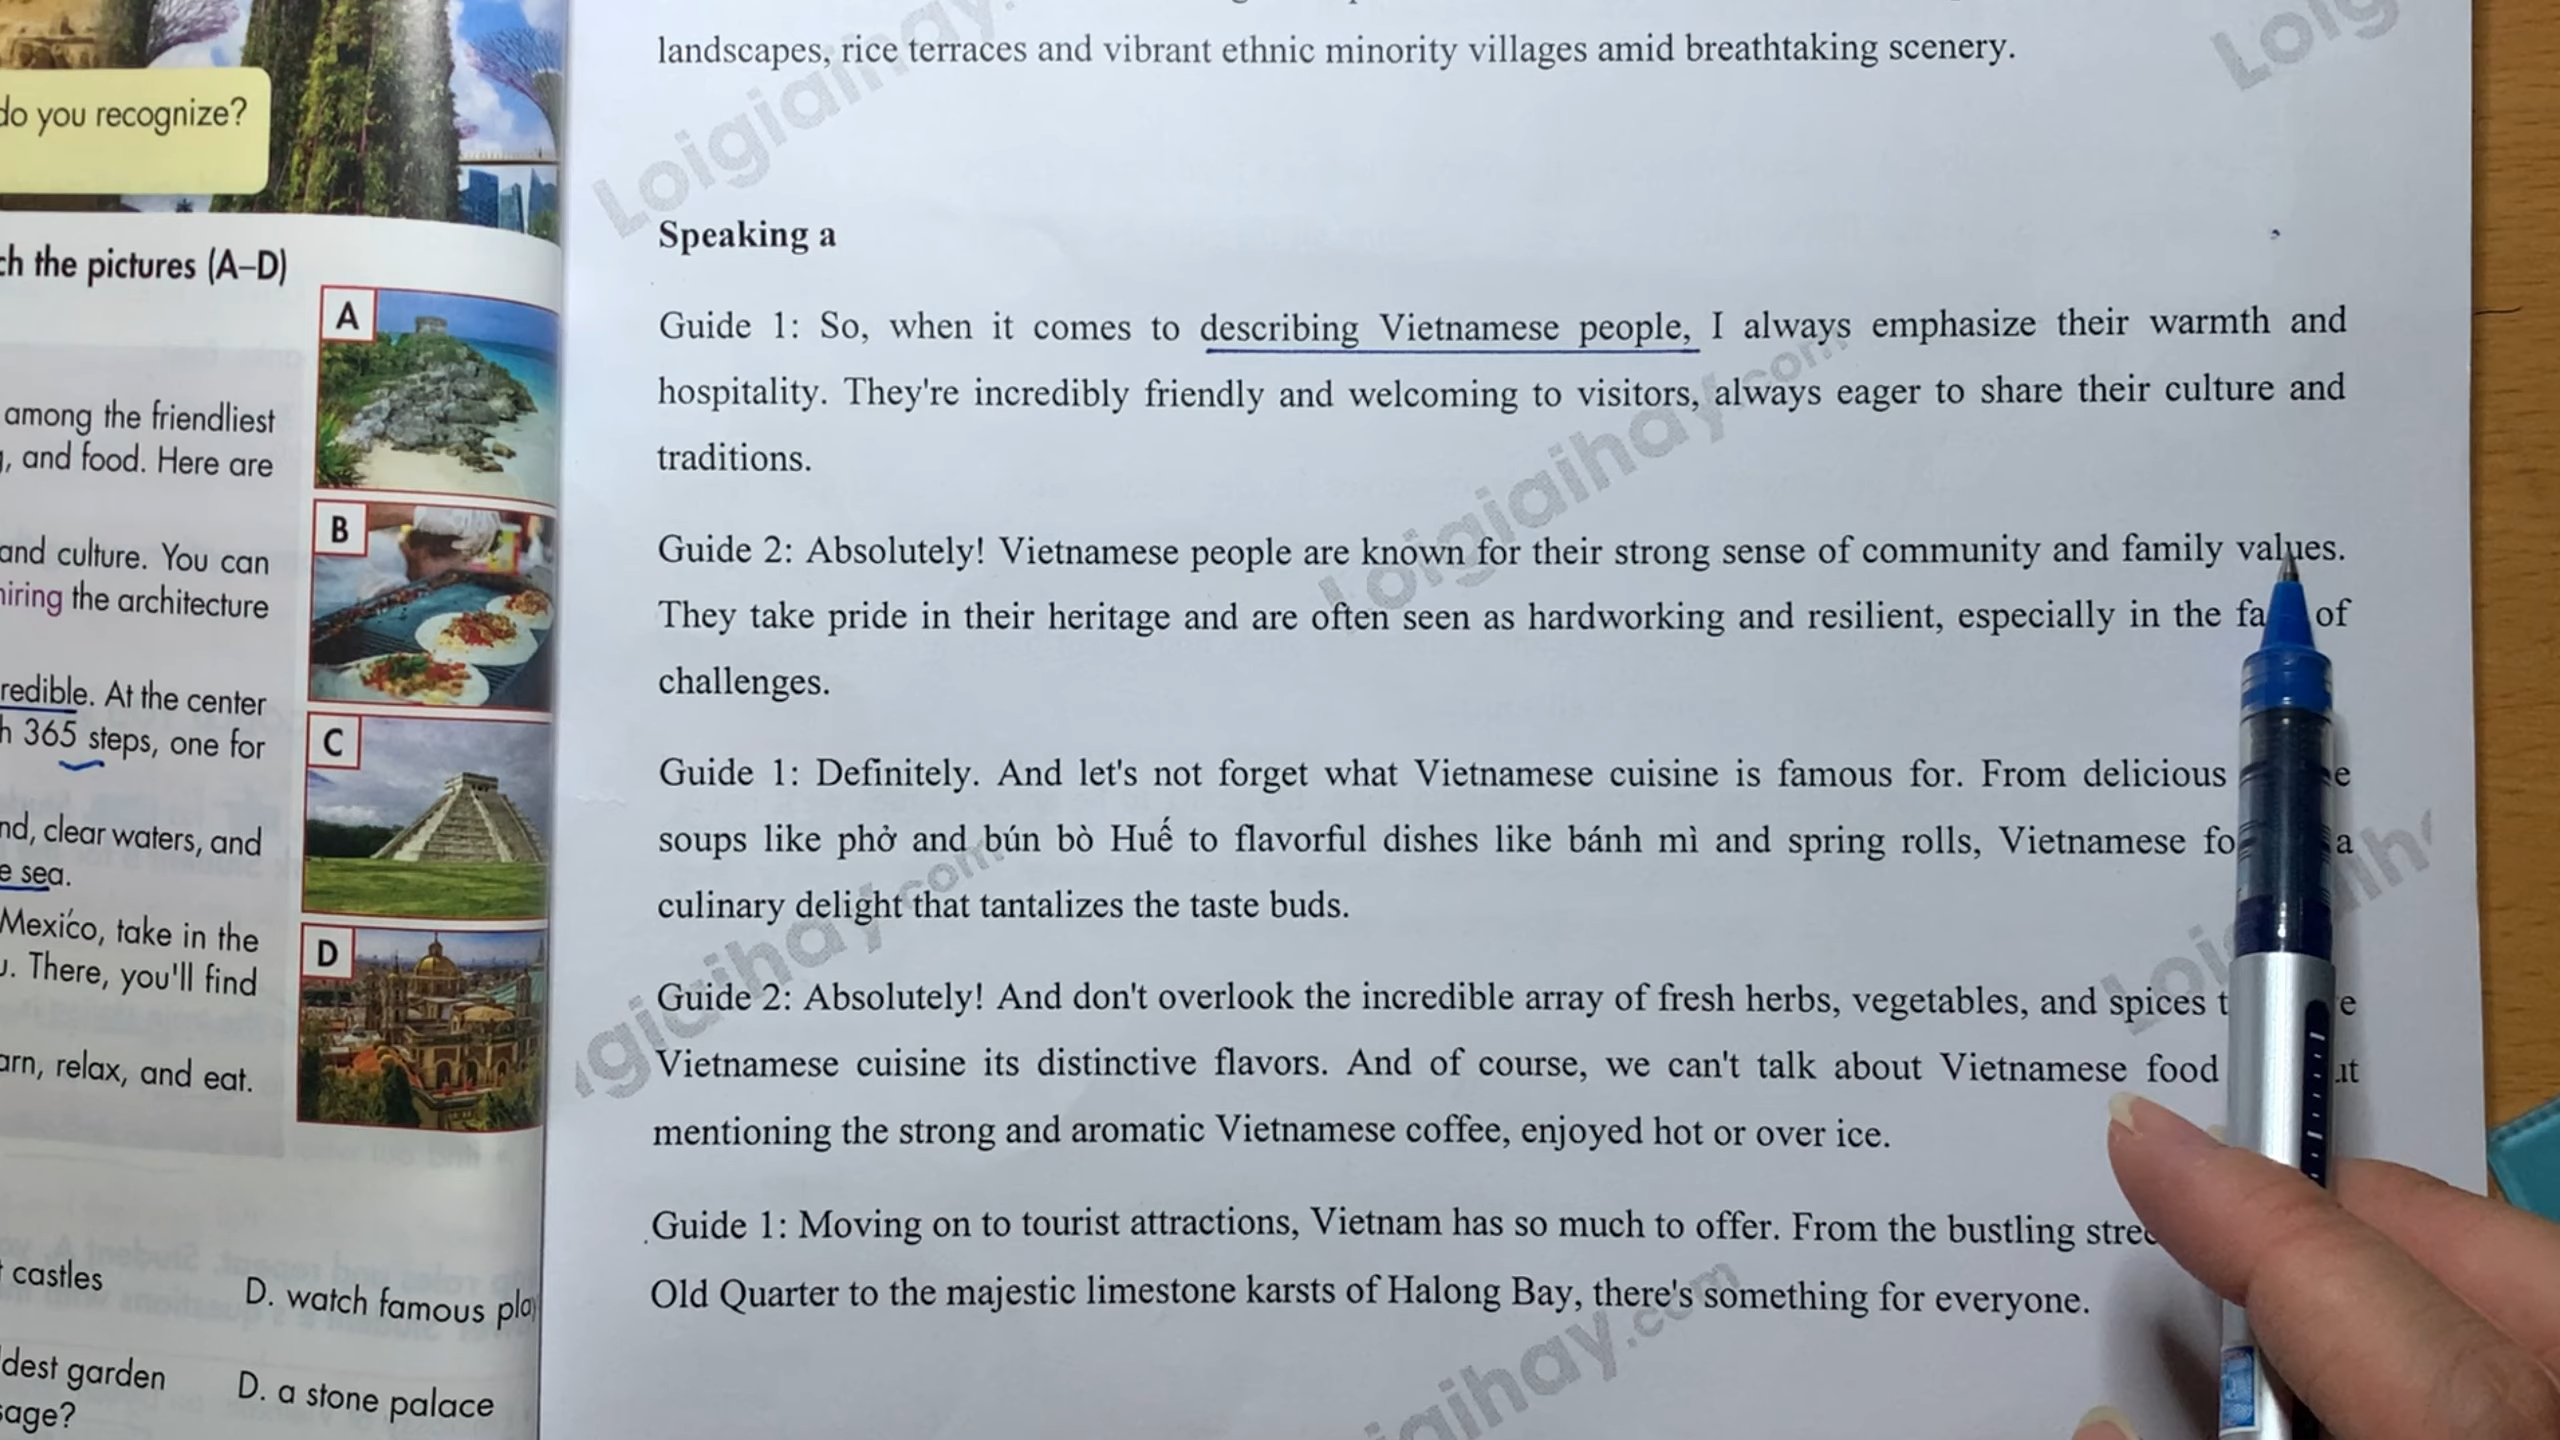 do you recognize?
ch the pictures (A–D)
among the friendliest
, and food. Here are
and culture. You can
the architecture
. At the center
365 steps, one for
, clear waters, and
sea.
Mexico, take in the
. There, you'll find
, relax, and eat.
castles
D. watch famous
garden
D. a stone palace
A
B
C
D
landscapes, rice terraces and vibrant ethnic minority villages amid breathtaking scenery.
Speaking a
Guide 1: So, when it comes to describing Vietnamese people, I always emphasize their warmth and
hospitality. They're incredibly friendly and welcoming to visitors, always eager to share their culture and
traditions.
Guide 2: Absolutely! Vietnamese people are known for their strong sense of community and family values.
They take pride in their heritage and are often seen as hardworking and resilient, especially in the of
challenges.
Guide 1: Definitely. And let's not forget what Vietnamese cuisine is famous for. From delicious
soups like phở and bún bò Huế to flavorful dishes like bánh mì and spring rolls, Vietnamese a
culinary delight that tantalizes the taste buds.
Guide 2: Absolutely! And don't overlook the incredible array of fresh herbs, vegetables, and spices
Vietnamese cuisine its distinctive flavors. And of course, we can't talk about Vietnamese food
mentioning the strong and aromatic Vietnamese coffee, enjoyed hot or over ice.
Guide 1: Moving on to tourist attractions, Vietnam has so much to offer. From the bustling
Old Quarter to the majestic limestone karsts of Halong Bay, there's something for everyone.
Loigiaihay.com